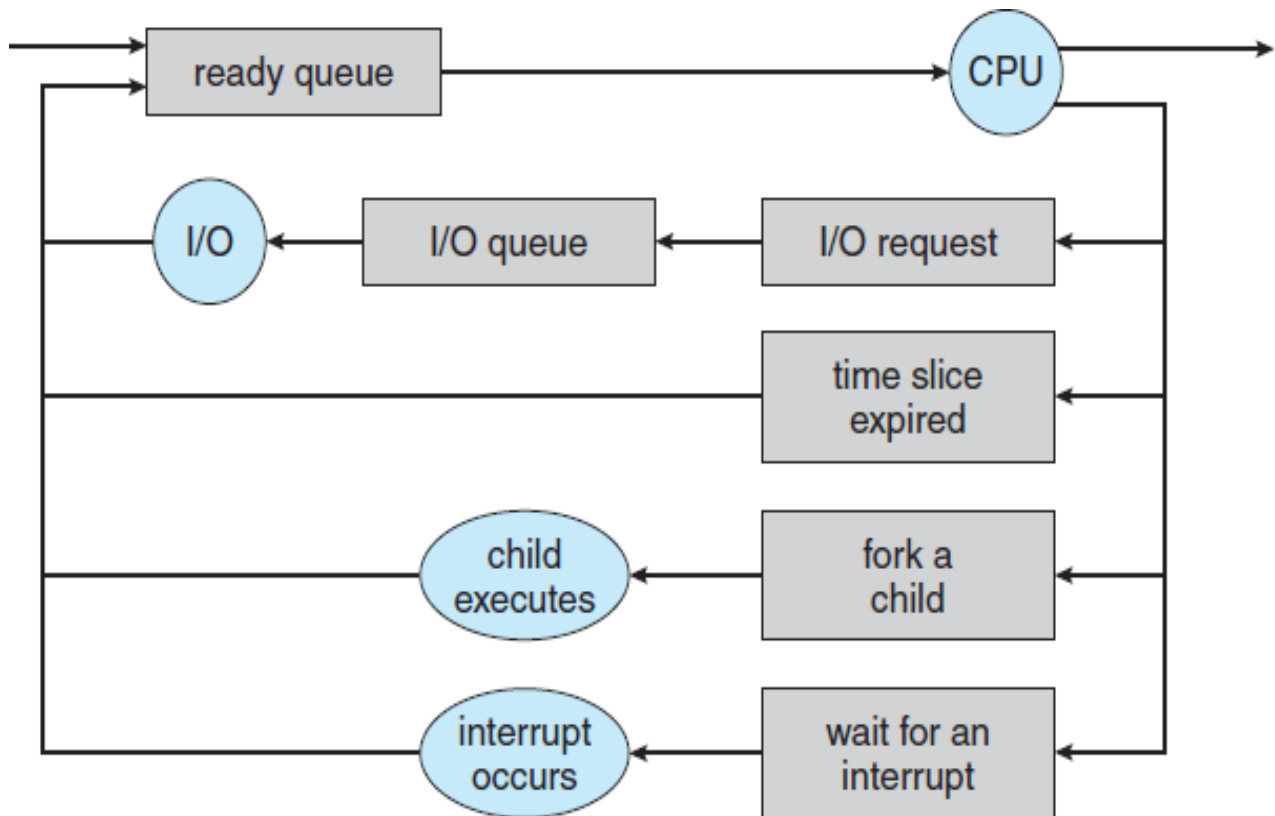 ready queue
CPU
I/O
I/O queue
I/O request
time slice
expired
child
executes
fork a
child
interrupt
occurs
wait for an
interrupt